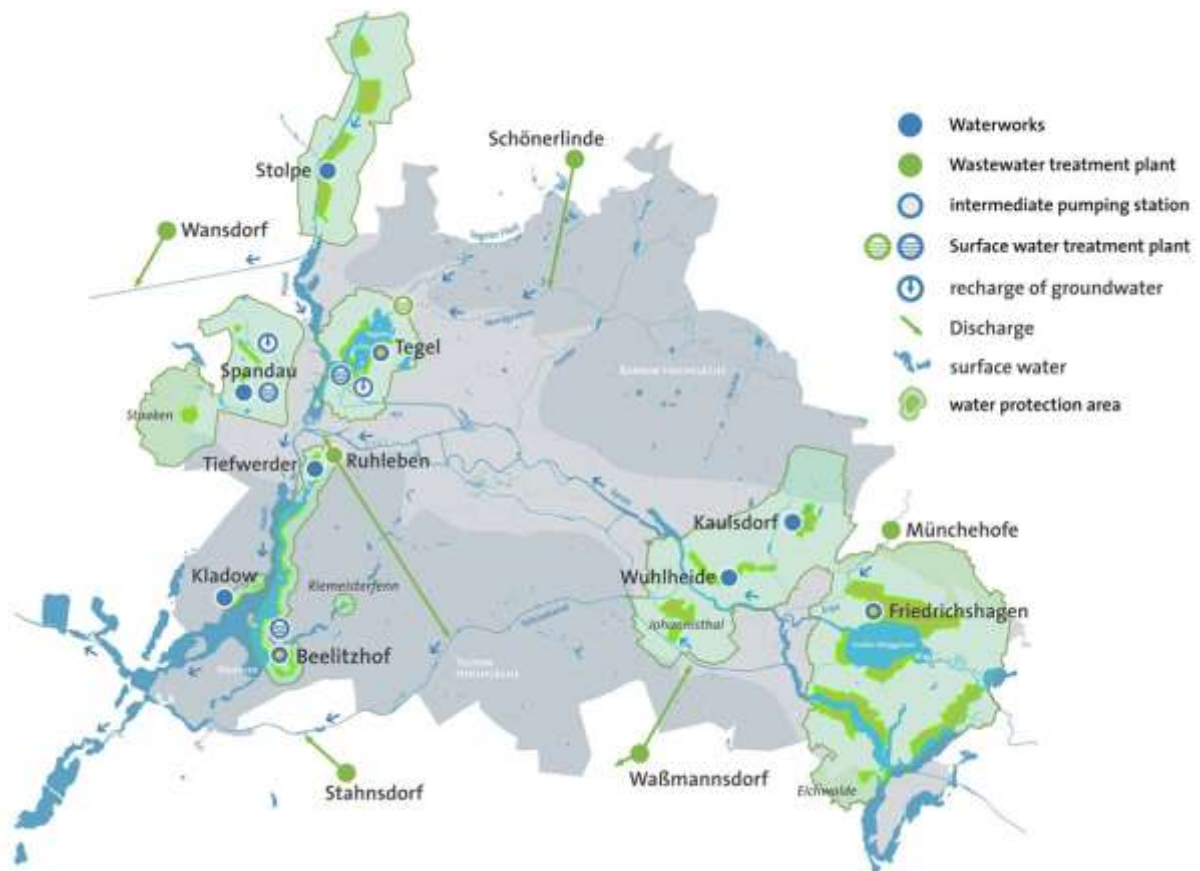 Schönerlinde
Waterworks
Wastewater treatment plant
intermediate pumping station
Surface water treatment plant
recharge of groundwater
Discharge
surface water
water protection area
Stolpe
Wansdorf
Tegel
Spandau
Staaken
Tiefwerder
Ruhleben
Kaulsdorf
Münchehofe
Wuhlheide
Kladow
Riemeisterfenn
Johannisthal
Friedrichshagen
Beelitzhof
Stahnsdorf
Waßmannsdorf
Eichwalde